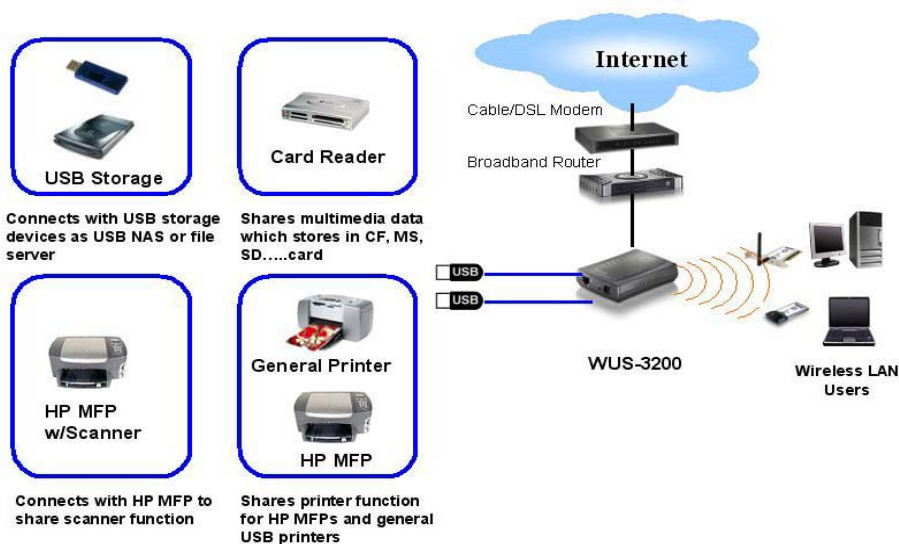 USB Storage
Connects with USB storage
devices as USB NAS or file
server
Card Reader
Shares multimedia data
which stores in CF, MS,
SD.....card
HP MFP
w/Scanner
Connects with HP MFP to
share scanner function
General Printer
HP MFP
Shares printer function
for HP MFPs and general
USB printers
Internet
Cable/DSL Modem
Broadband Router
USB
USB
WUS-3200
Wireless LAN
Users